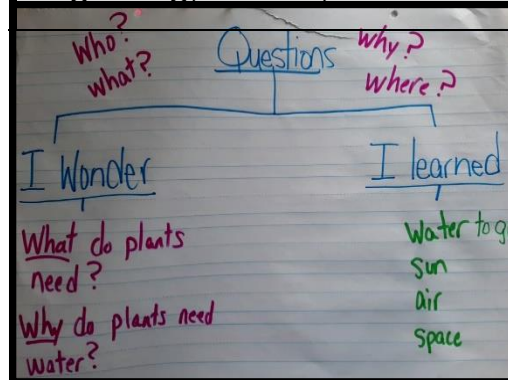 Who?
what?
Questions
Why?
Where?
I Wonder
I learned
What do plants
need?
Why do plants need
water?
Water to g
sun
air
space